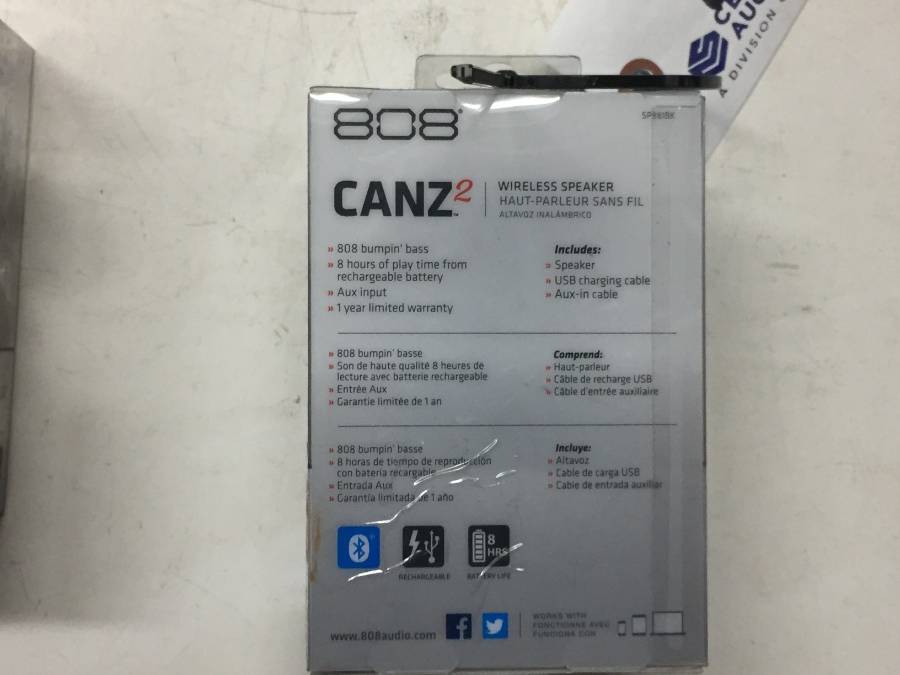 808
CANZ2™
WIRELESS SPEAKER
HAUT-PARLEUR SANS FIL
ALTAVOZ INALÁMBRICO
» 808 bumpin' bass
» 8 hours of play time from
rechargeable battery
» Aux input
» 1 year limited warranty
Includes:
» Speaker
» USB charging cable
» Aux-in cable
» 808 bumpin' basse
» Son de haute qualité 8 heures de
lecture avec batterie rechargeable
» Entrée Aux
» Garantie limitée de 1 an
Comprend:
» Haut-parleur
» Câble de recharge USB
» Câble d'entrée auxiliaire
» 808 bumpin' basse
» 8 horas de tiempo de reproducción
con bateria recargable
» Entrada Aux
» Garantía limitada de 1 año
Incluye:
» Altavoz
» Cable de carga USB
» Cable de entrada auxiliar
8
HRS
RECHARGEABLE
BATTERY LIFE
www.808audio.com
WORKS WITH
FONCTIONNE AVEC
FUNCIONA CON
A DIVISION